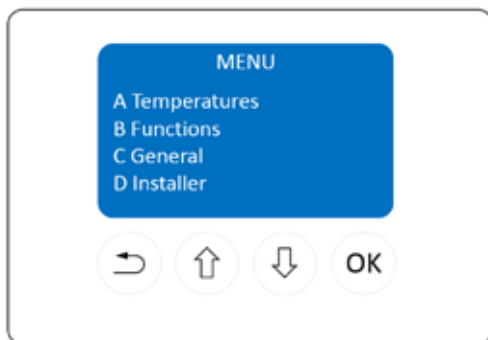 MENU
A Temperatures
B Functions
C General
D Installer
OK